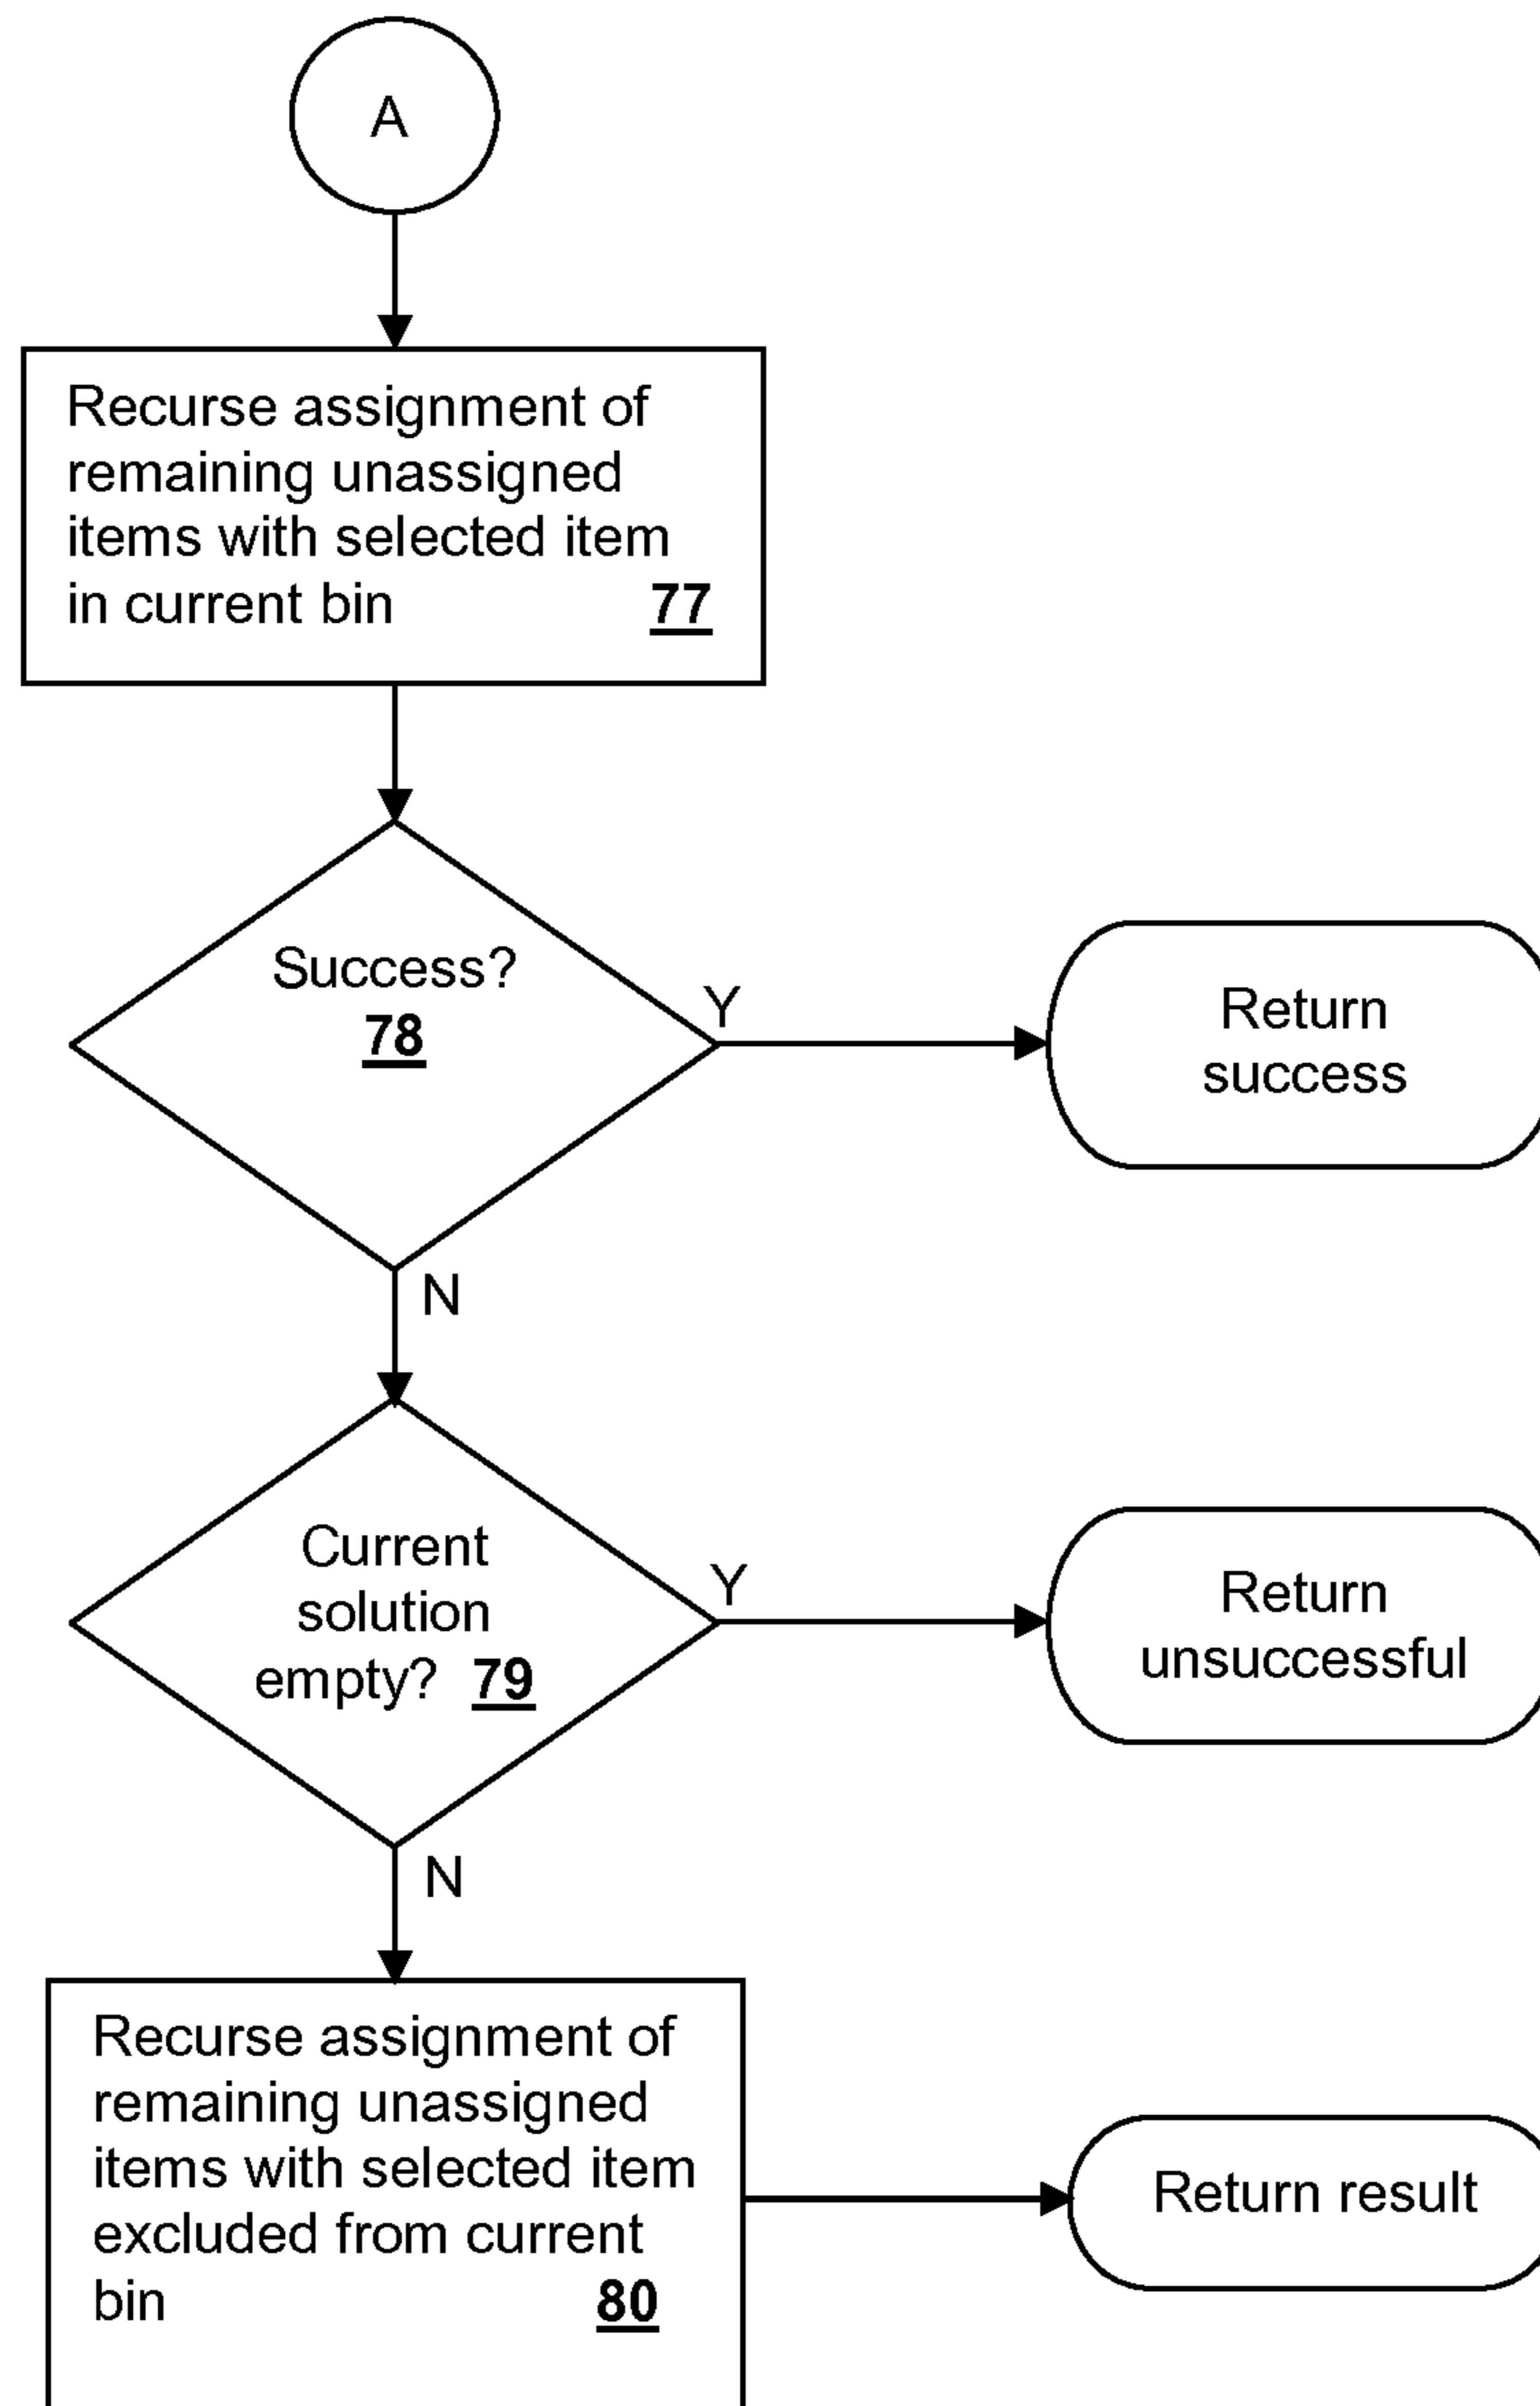 A
Recurse assignment of
remaining unassigned
items with selected item
in current bin 77
Success?
78
Y
Return
success
N
Current
solution
empty? 79
Y
Return
unsuccessful
N
Recurse assignment of
remaining unassigned
items with selected item
excluded from current
bin 80
Return result